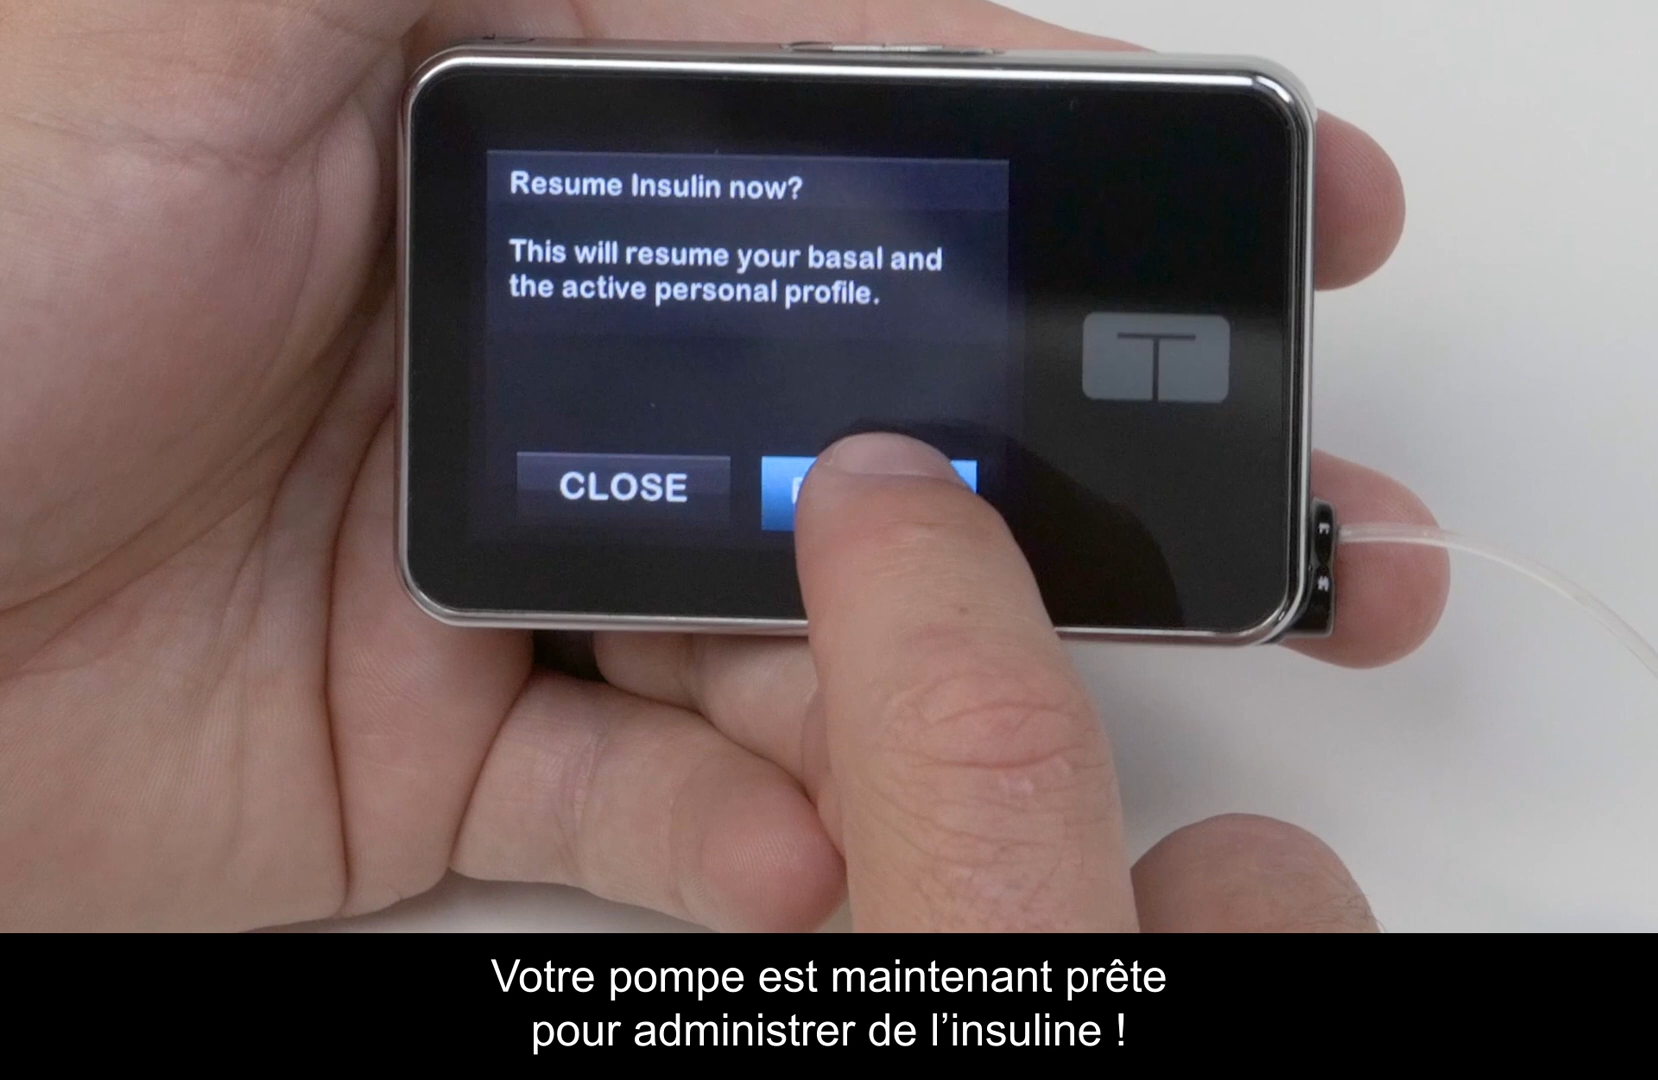 Resume Insulin now?
This will resume your basal and
the active personal profile.
CLOSE
Votre pompe est maintenant prête
pour administrer de l’insuline !